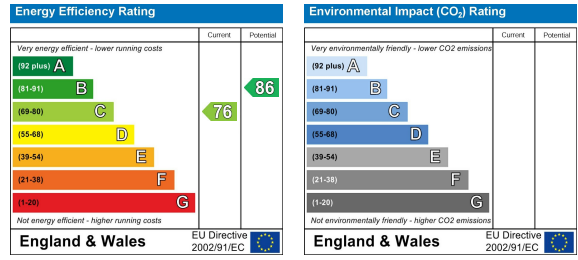 Energy Efficiency Rating
Current Potential
Very energy efficient - lower running costs
(92 plus) A
(81-91) B
86
(69-80) C
76
(55-68) D
(39-54) E
(21-38) F
(1-20) G
Not energy efficient - higher running costs
England & Wales
EU Directive
2002/91/EC
Environmental Impact (CO₂) Rating
Current Potential
Very environmentally friendly - lower CO2 emissions
(92 plus) A
(81-91) B
(69-80) C
(55-68) D
(39-54) E
(21-38) F
(1-20) G
Not environmentally friendly - higher CO2 emissions
England & Wales
EU Directive
2002/91/EC